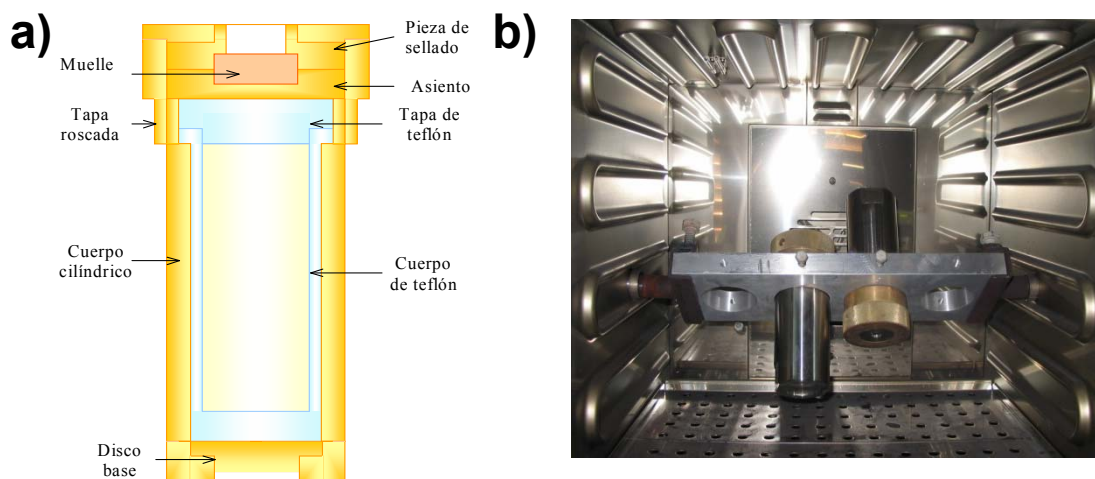 a)
Muelle
Tapa
roscada
Cuerpo
cilíndrico
Disco
base
Pieza de
sellado
Asiento
Tapa de
teflón
Cuerpo
de teflón
b)